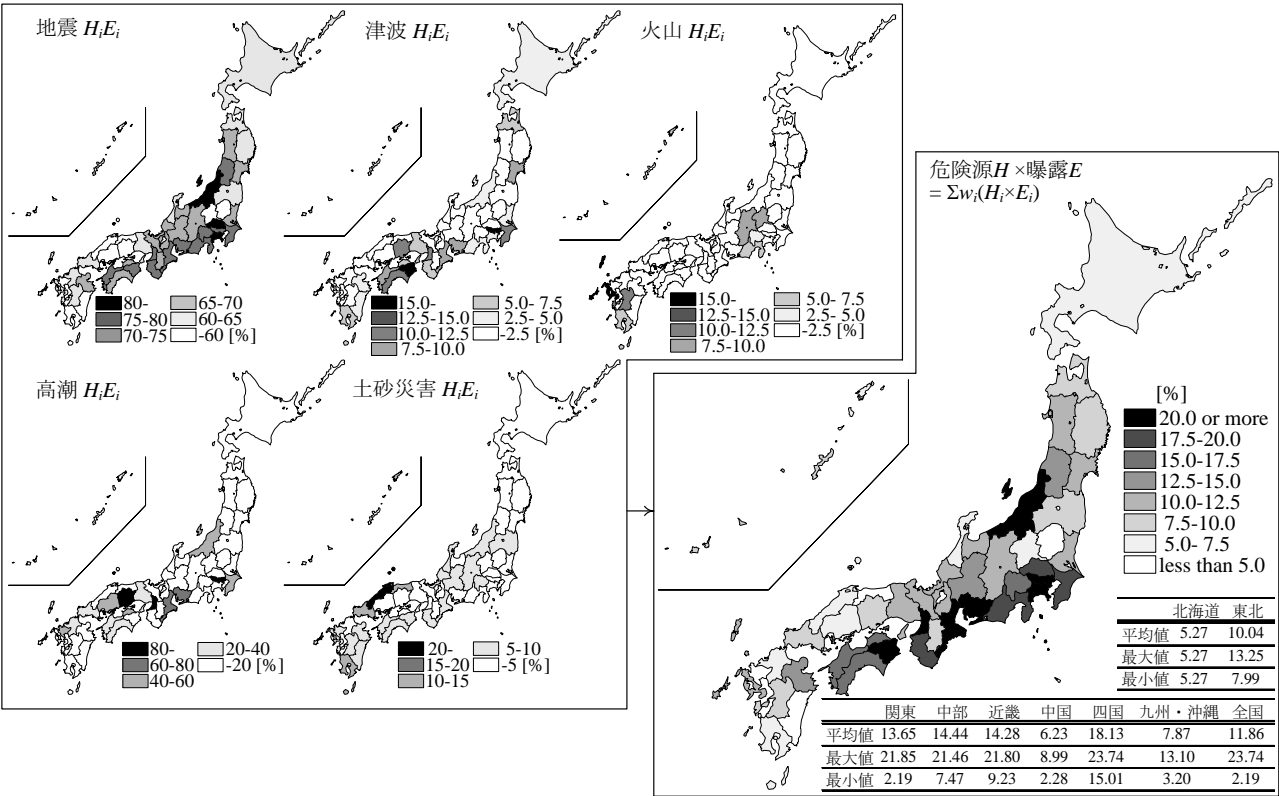 地震 HiEi
80-
75-80
70-75
65-70
60-65
-60 [%]
津波 HiEi
15.0-
12.5-15.0
10.0-12.5
7.5-10.0
5.0- 7.5
2.5- 5.0
-2.5 [%]
火山 HiEi
15.0-
12.5-15.0
10.0-12.5
7.5-10.0
5.0- 7.5
2.5- 5.0
-2.5 [%]
高潮 HiEi
80-
60-80
40-60
20-40
-20 [%]
土砂災害 HiEi
20-
15-20
10-15
5-10
-5 [%]
危険源H×曝露E
= Σwi(Hi×Ei)
[%]
20.0 or more
17.5-20.0
15.0-17.5
12.5-15.0
10.0-12.5
7.5-10.0
5.0- 7.5
less than 5.0
北海道 東北
平均値 5.27 10.04
最大値 5.27 13.25
最小値 5.27 7.99
関東 中部 近畿 中国 四国 九州・沖縄 全国
平均値 13.65 14.44 14.28 6.23 18.13 7.87 11.86
最大値 21.85 21.46 21.80 8.99 23.74 13.10 23.74
最小値 2.19 7.47 9.23 2.28 15.01 3.20 2.19